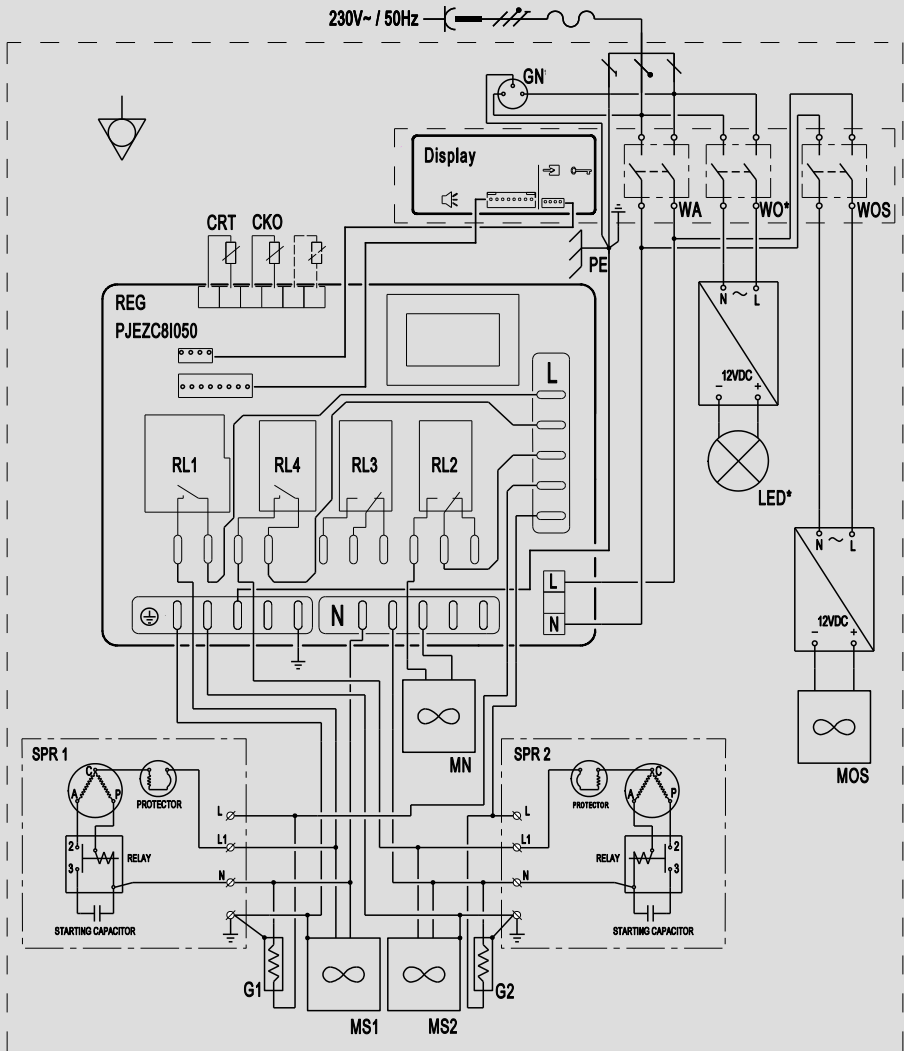 230V~ / 50Hz
GN
Display
WA
WO*
WOS
CRT
CKO
PE
REG
PJEZC8I050
N ~ L
12VDC
- +
L
RL1
RL4
RL3
RL2
LED*
N ~ L
12VDC
- +
L
N
N
MN
MOS
SPR 1
C
A
P
PROTECTOR
2
3
RELAY
STARTING CAPACITOR
L
L1
N
SPR 2
C
A
P
PROTECTOR
2
3
RELAY
STARTING CAPACITOR
L
L1
N
G1
MS1
MS2
G2